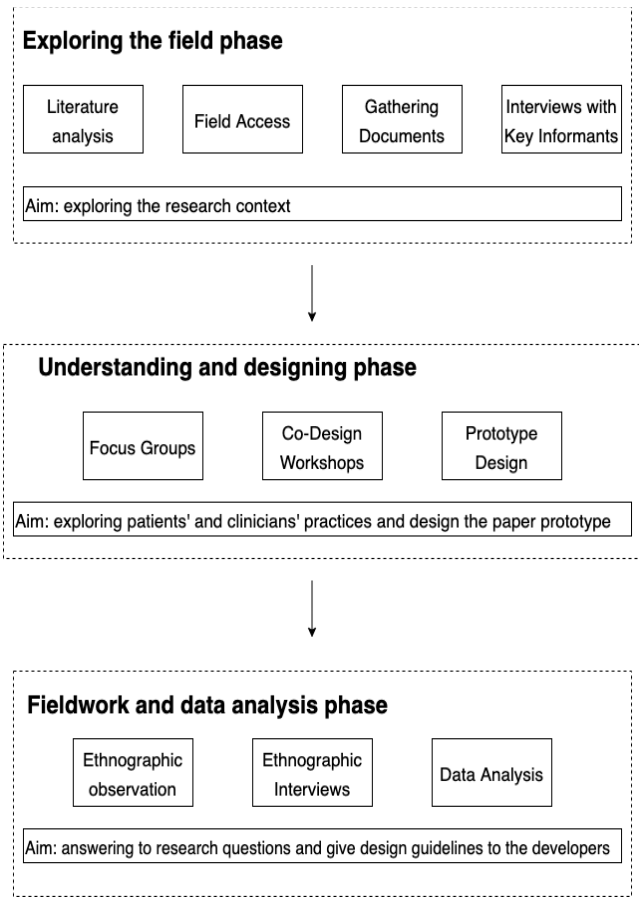 Exploring the field phase
Literature
analysis
Field Access
Gathering
Documents
Interviews with
Key Informants
Aim: exploring the research context
Understanding and designing phase
Focus Groups
Co-Design
Workshops
Prototype
Design
Aim: exploring patients' and clinicians' practices and design the paper prototype
Fieldwork and data analysis phase
Ethnographic
observation
Ethnographic
Interviews
Data Analysis
Aim: answering to research questions and give design guidelines to the developers